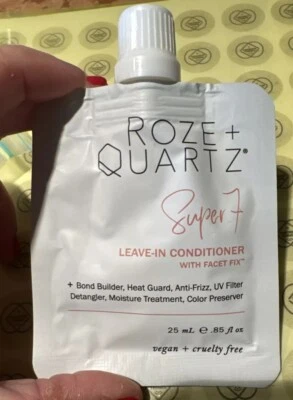 ROZE +
QUARTZ®
Super 7
LEAVE-IN CONDITIONER
WITH FACET FIX™
+ Bond Builder, Heat Guard, Anti-Frizz, UV Filter
Detangler, Moisture Treatment, Color Preserver
25 mL ℮ .85 fl oz
vegan + cruelty free